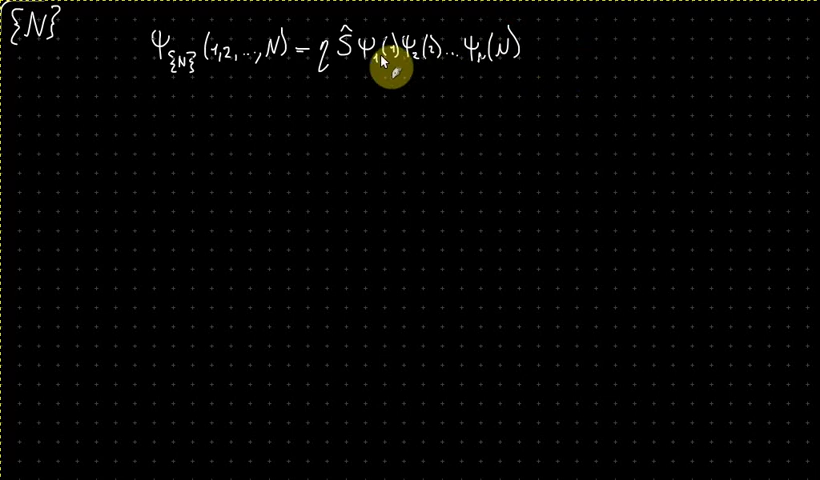 {N}
Ψ_{N} (1,2,...,N) = η Ŝ Ψ₁(1) Ψ₂(2) ... Ψ_N(N)